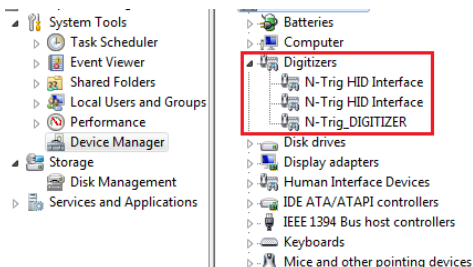 System Tools
Task Scheduler
Event Viewer
Shared Folders
Local Users and Groups
Performance
Device Manager
Storage
Disk Management
Services and Applications
Batteries
Computer
Digitizers
N-Trig HID Interface
N-Trig HID Interface
N-Trig_DIGITIZER
Disk drives
Display adapters
Human Interface Devices
IDE ATA/ATAPI controllers
IEEE 1394 Bus host controllers
Keyboards
Mice and other pointing devices